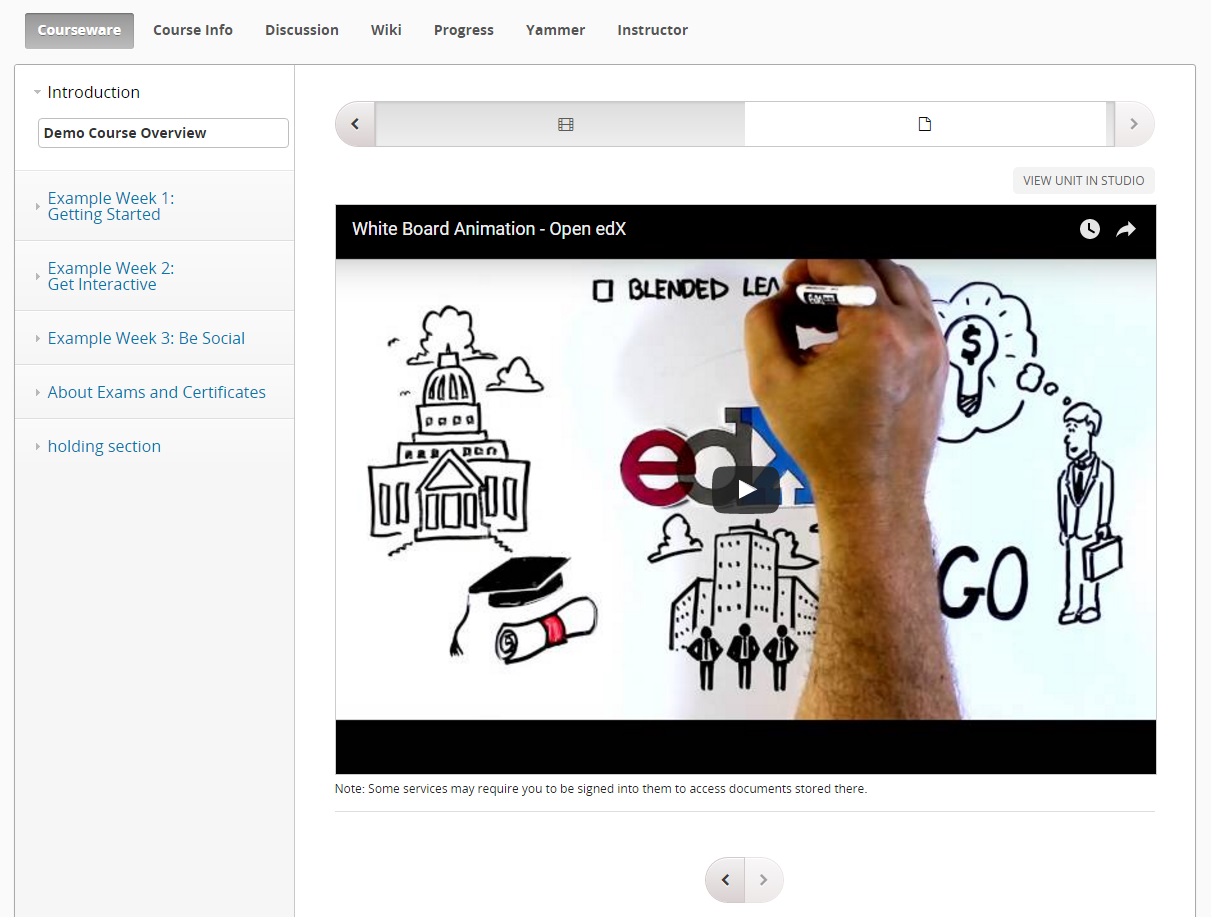 Courseware Course Info Discussion Wiki Progress Yammer Instructor
Introduction
Demo Course Overview
Example Week 1:
Getting Started
Example Week 2:
Get Interactive
Example Week 3: Be Social
About Exams and Certificates
holding section
VIEW UNIT IN STUDIO
White Board Animation - Open edX
BLENDED LEA
$
edX
GO
Note: Some services may require you to be signed into them to access documents stored there.